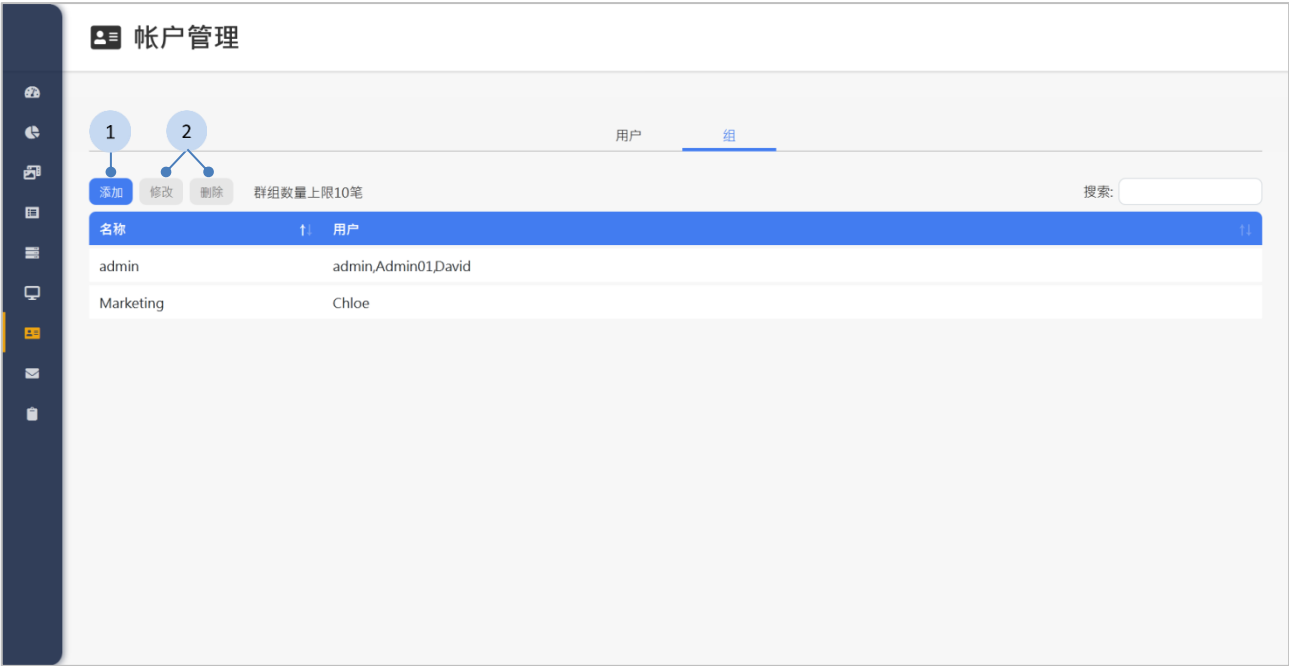 帐户管理
1 2
用户 组
添加 修改 删除 群组数量上限10笔 搜索:
名称 用户
admin admin,Admin01,David
Marketing Chloe